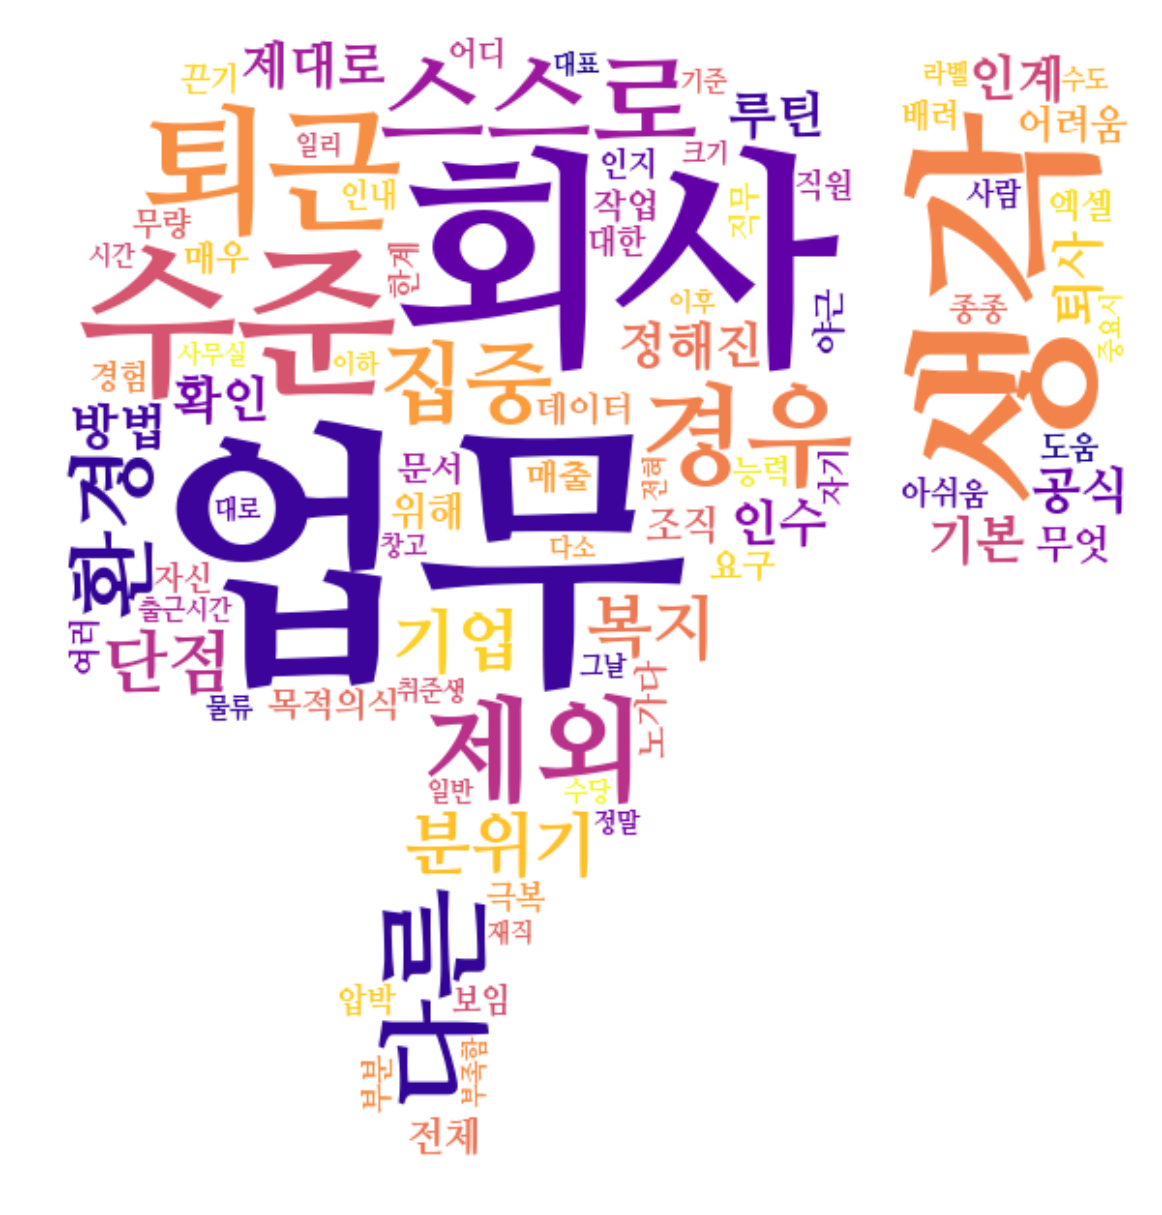 어디
대표
제대로
끈기
스스로
기준
루틴
라벨
인계
수도
배려
어려움
퇴근
일리
인지
크기
회사
인내
작업
직무
직원
대한
무량
시간
매우
한계
수준
이후
정해진
야근
사람
엑셀
생각
퇴사
종종
중요시
사무실
이하
경험
확인
집중
데이터
경우
방법
환경
문서
매출
전혀
능력
자기
도움
아쉬움
공식
업무
대로
위해
조직
인수
기본
무엇
창고
다소
요구
자신
출근시간
여러
단점
기업
복지
그날
물류
목적의식
취준생
노가다
제외
일반
수당
정말
분위기
극복
다른
재직
압박
보임
부분
부족함
전체